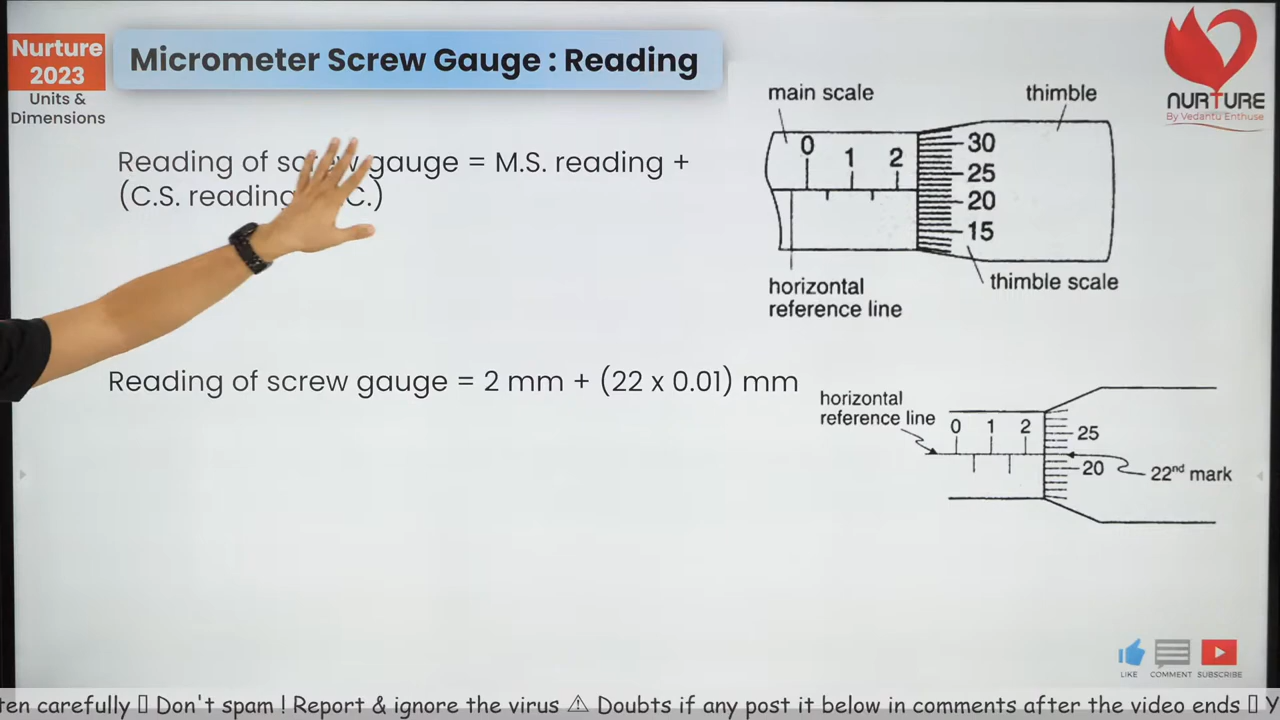 Nurture
2023
Units &
Dimensions
Micrometer Screw Gauge : Reading
NURTURE
By Vedantu Enthuse
Reading of screw gauge = M.S. reading +
(C.S. reading C.)
main scale
thimble
0 1 2
30
25
20
15
horizontal
reference line
thimble scale
Reading of screw gauge = 2 mm + (22 x 0.01) mm
horizontal
reference line
0 1 2
25
20
22nd mark
LIKE COMMENT SUBSCRIBE
ten carefully Don't spam ! Report & ignore the virus ⚠ Doubts if any post it below in comments after the video ends Y